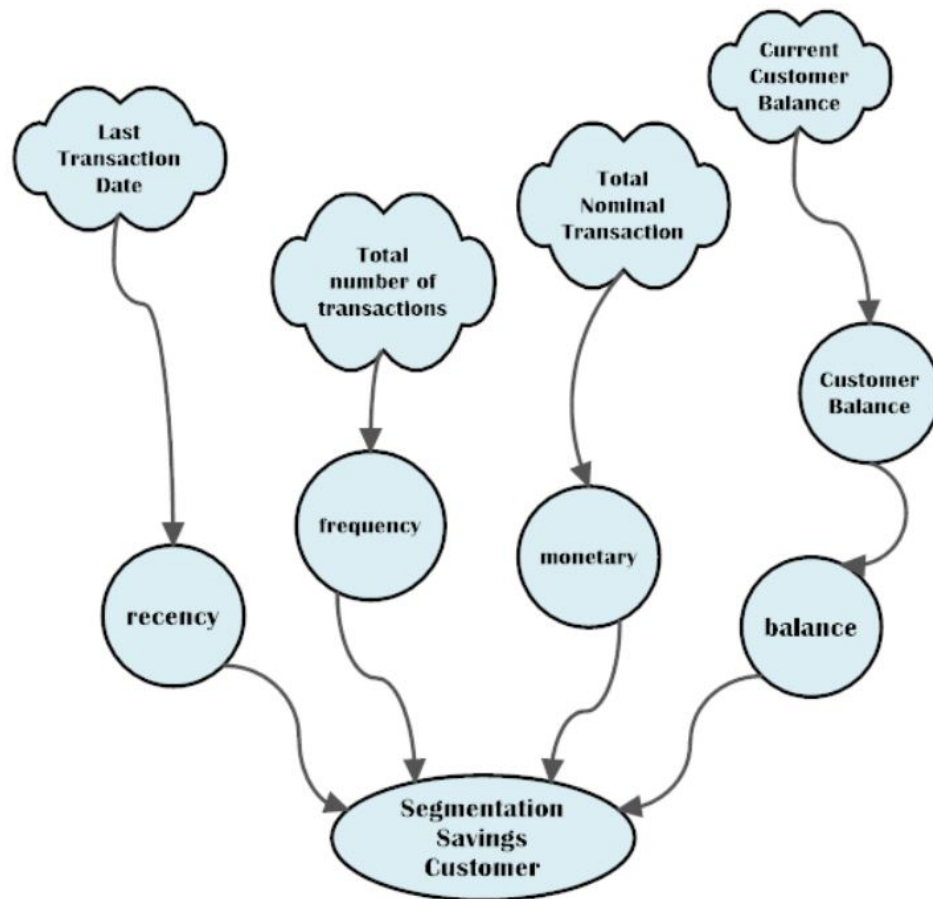 Current
Customer
Balance
Last
Transaction
Date
Total
Nominal
Transaction
Total
number of
transactions
Customer
Balance
frequency
monetary
recency
balance
Segmentation
Savings
Customer